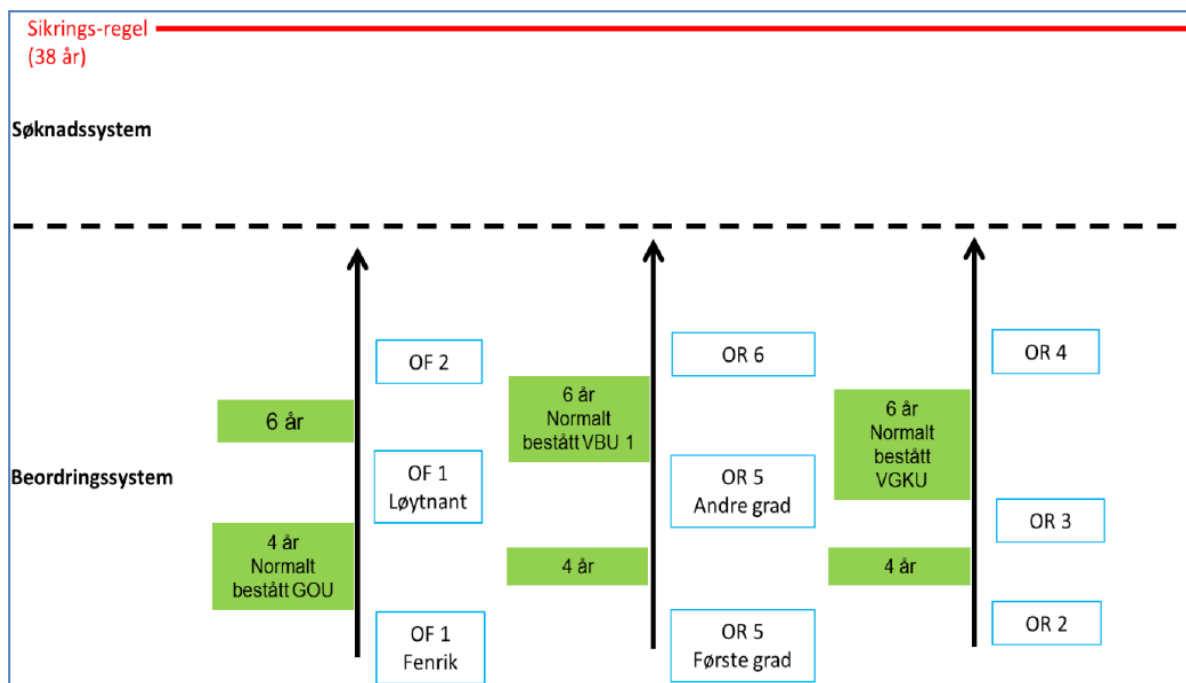 Sikrings-regel
(38 år)
Søknadssystem
OF 2
OR 6
OR 4
6 år
6 år
Normalt
bestått VBU 1
6 år
Normalt
bestått
VGKU
Beordringssystem
OF 1
Løytnant
OR 5
Andre grad
OR 3
4 år
Normalt
bestått GOU
4 år
4 år
OF 1
Fenrik
OR 5
Første grad
OR 2